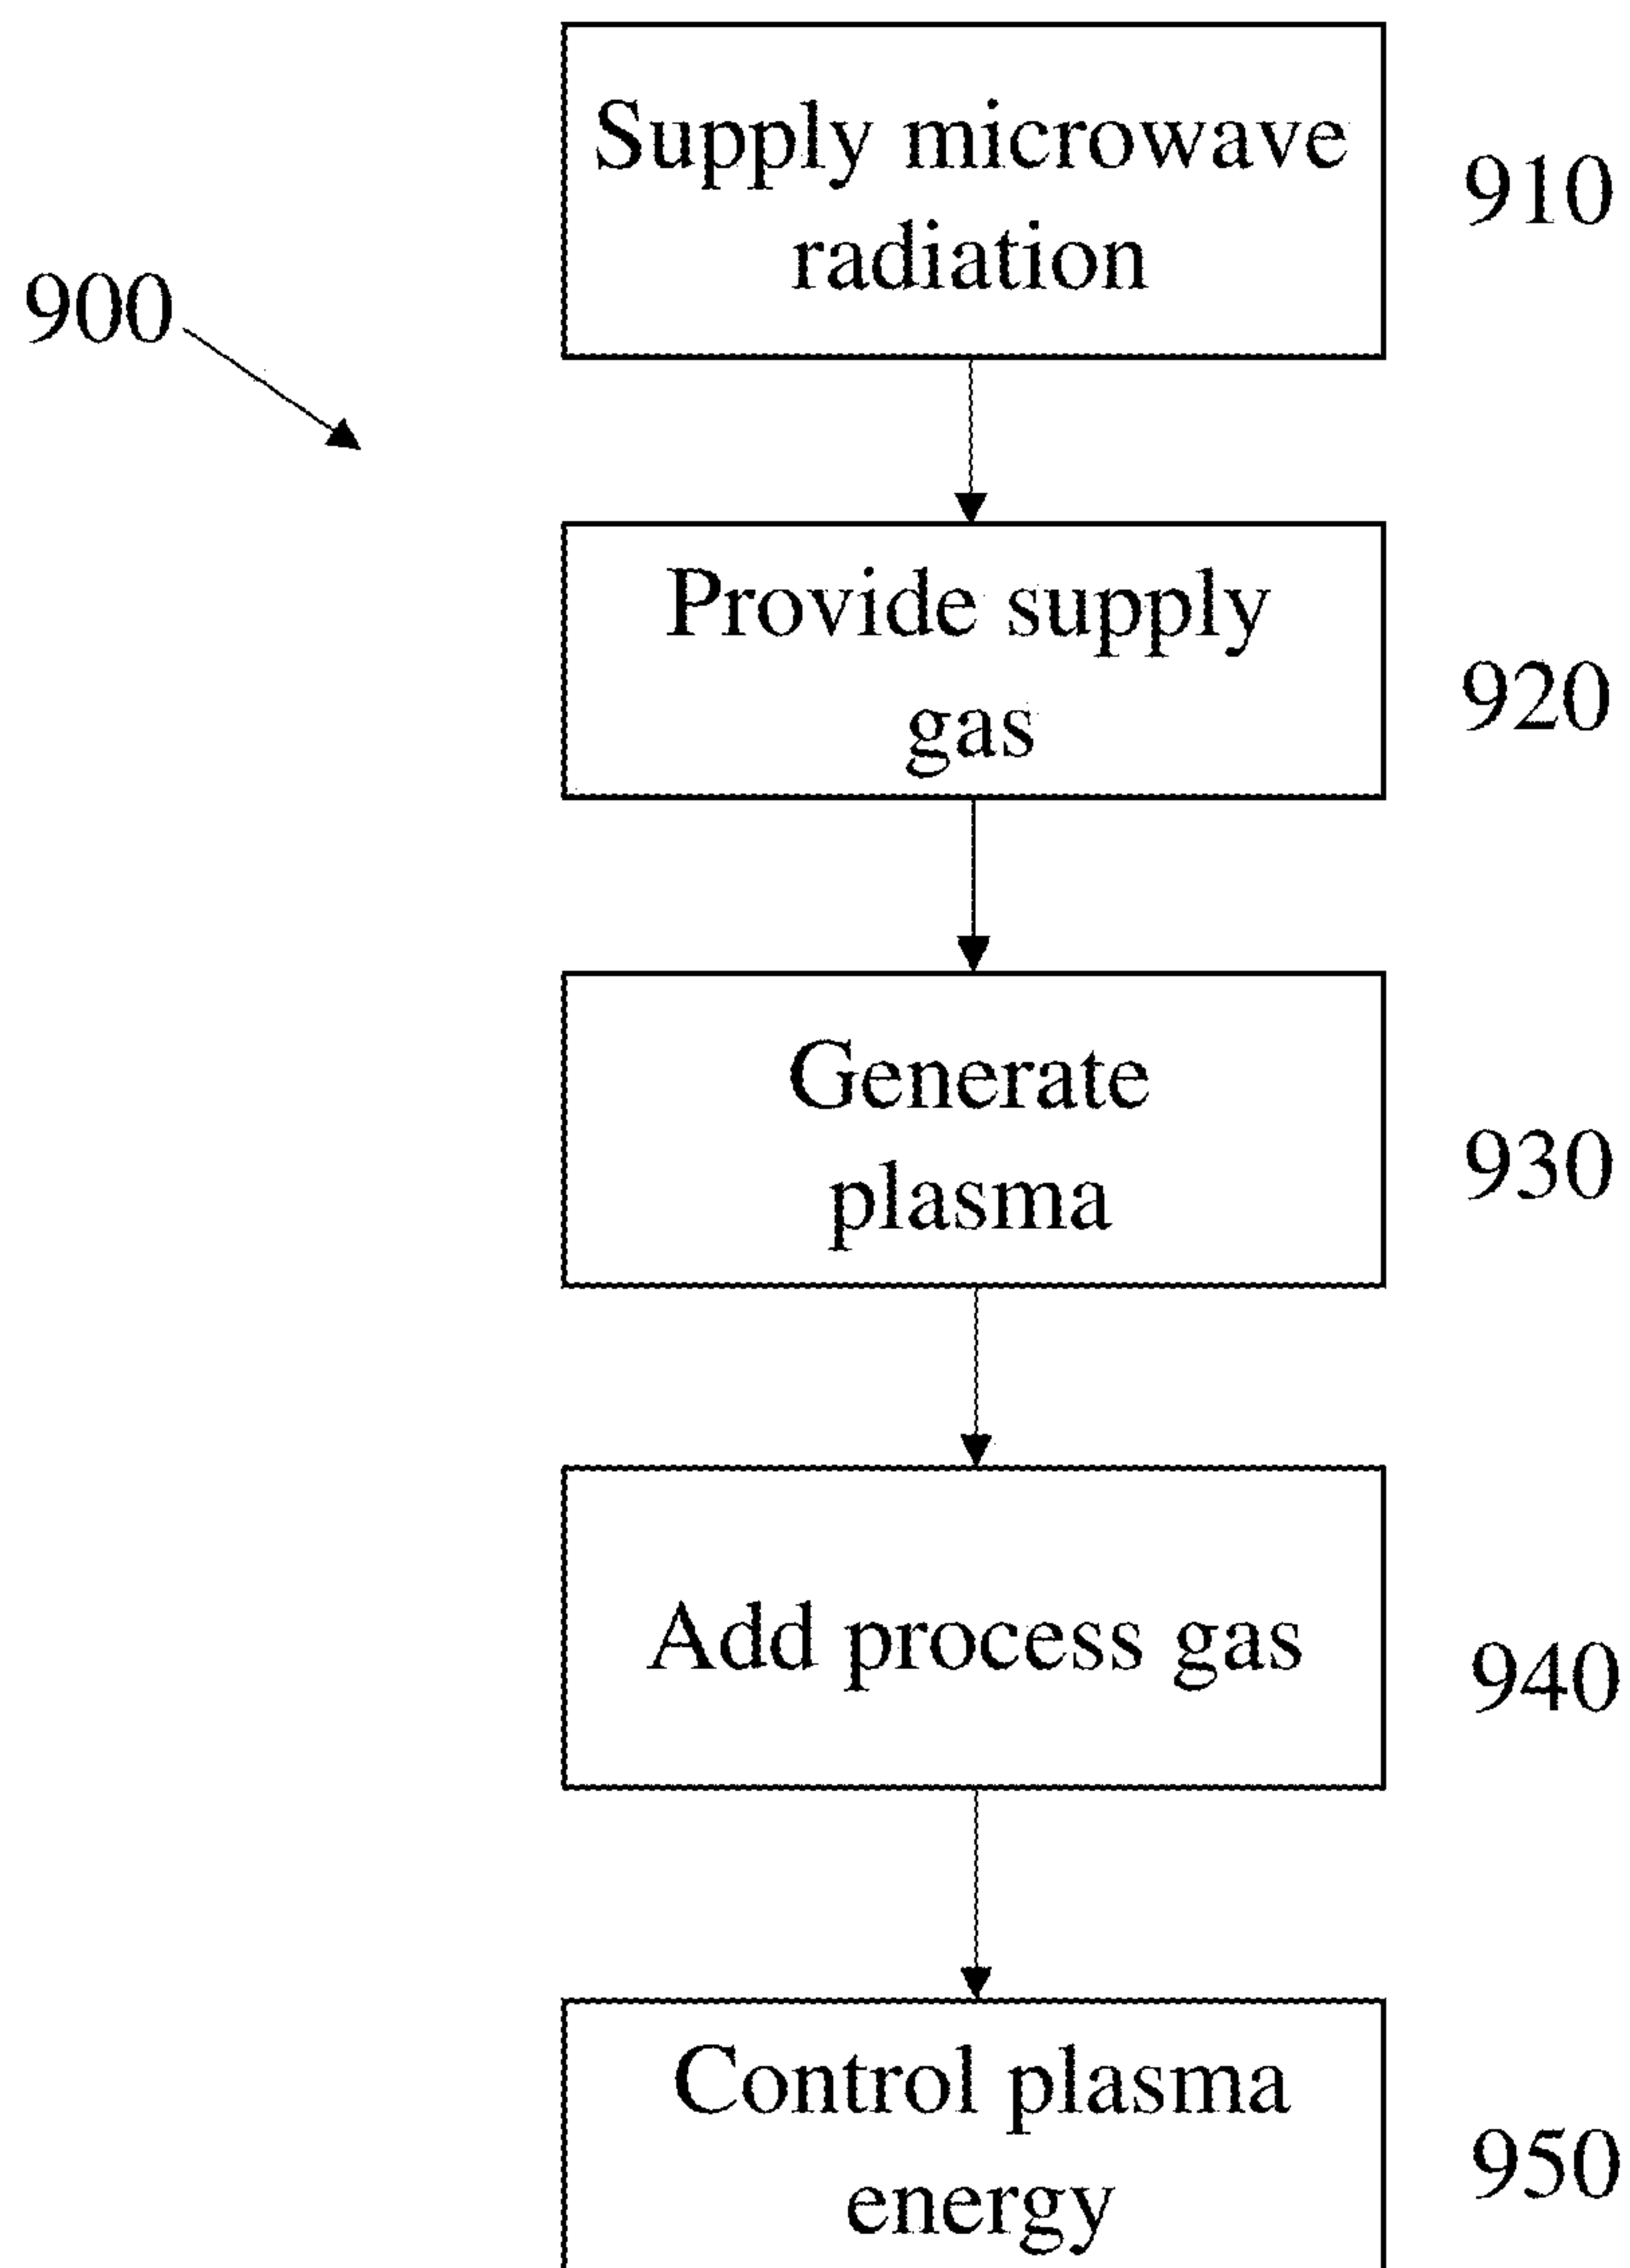 Supply microwave
radiation
910
900
Provide supply
gas
920
Generate
plasma
930
Add process gas
940
Control plasma
energy
950